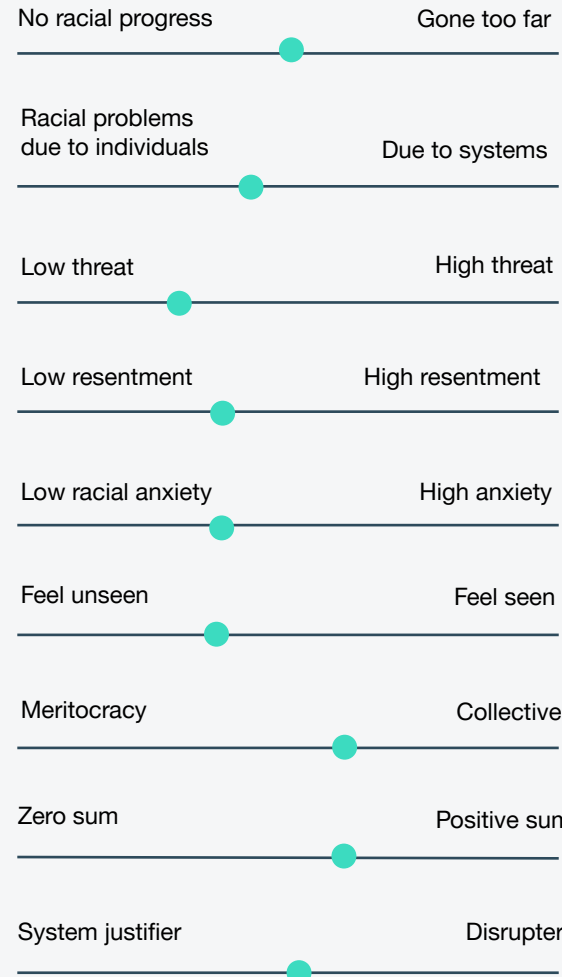 No racial progress
Gone too far
Racial problems
due to individuals
Due to systems
Low threat
High threat
Low resentment
High resentment
Low racial anxiety
High anxiety
Feel unseen
Feel seen
Meritocracy
Collective
Zero sum
Positive sum
System justifier
Disrupter